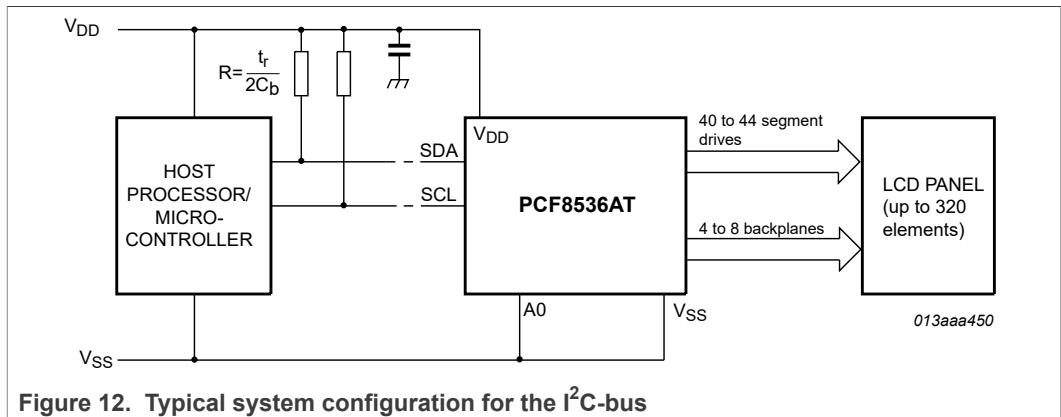 VDD
R= tr
2Cb
HOST
PROCESSOR/
MICRO-
CONTROLLER
SDA
SCL
VDD
PCF8536AT
A0
VSS
40 to 44 segment
drives
4 to 8 backplanes
LCD PANEL
(up to 320
elements)
013aaa450
VSS
Figure 12. Typical system configuration for the I²C-bus